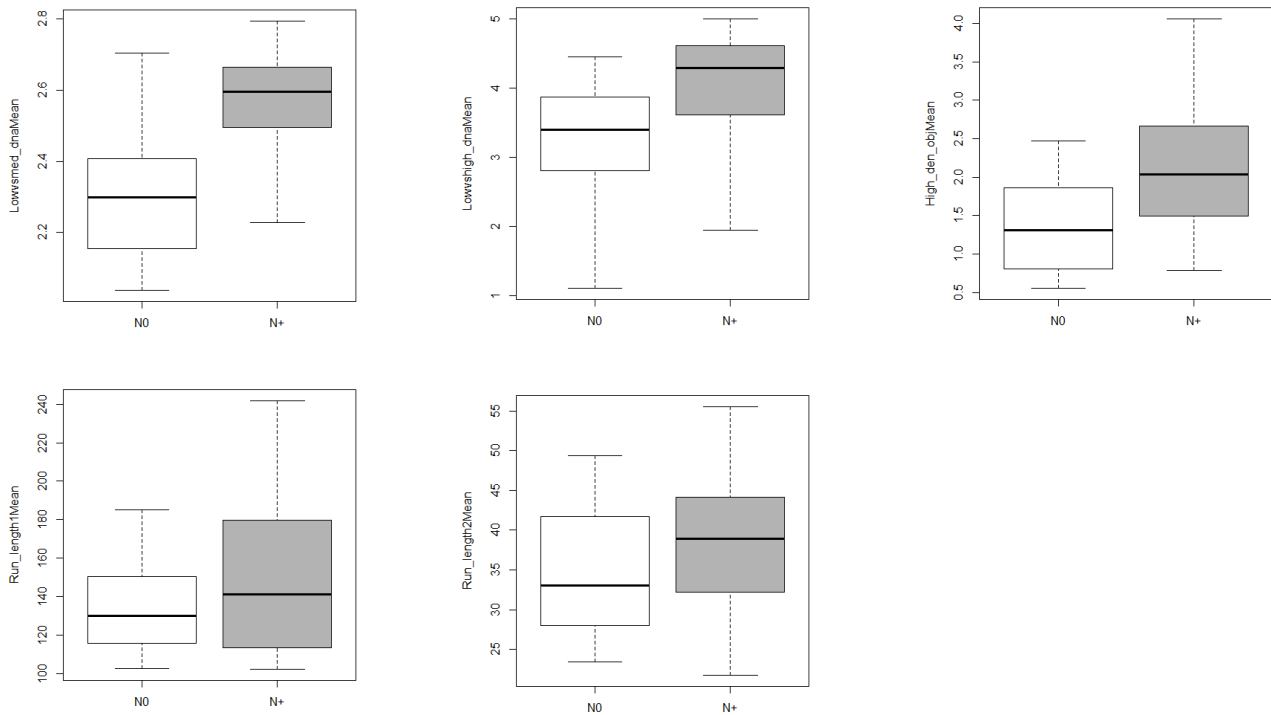 Lowvsmed_dnaMean
2.8
2.6
2.4
2.2
N0
N+
Lowvshigh_dnaMean
5
4
3
2
1
N0
N+
High_den_objMean
4.0
3.5
3.0
2.5
2.0
1.5
1.0
0.5
N0
N+
Run_length1Mean
240
220
200
180
160
140
120
100
N0
N+
Run_length2Mean
55
50
45
40
35
30
25
N0
N+